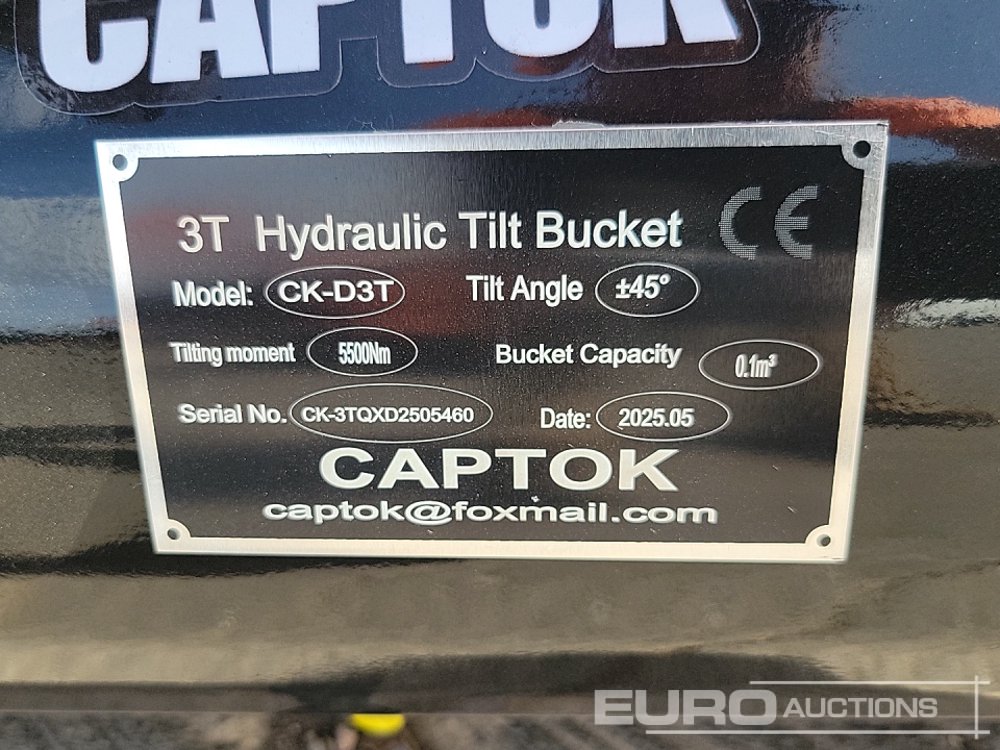 CAPTOK
3T Hydraulic Tilt Bucket CE
Model: CK-D3T Tilt Angle ±45°
Tilting moment 5500Nm Bucket Capacity 0.1m³
Serial No. CK-3TQXD2505460 Date: 2025.05
CAPTOK
captok@foxmail.com
EURO AUCTIONS